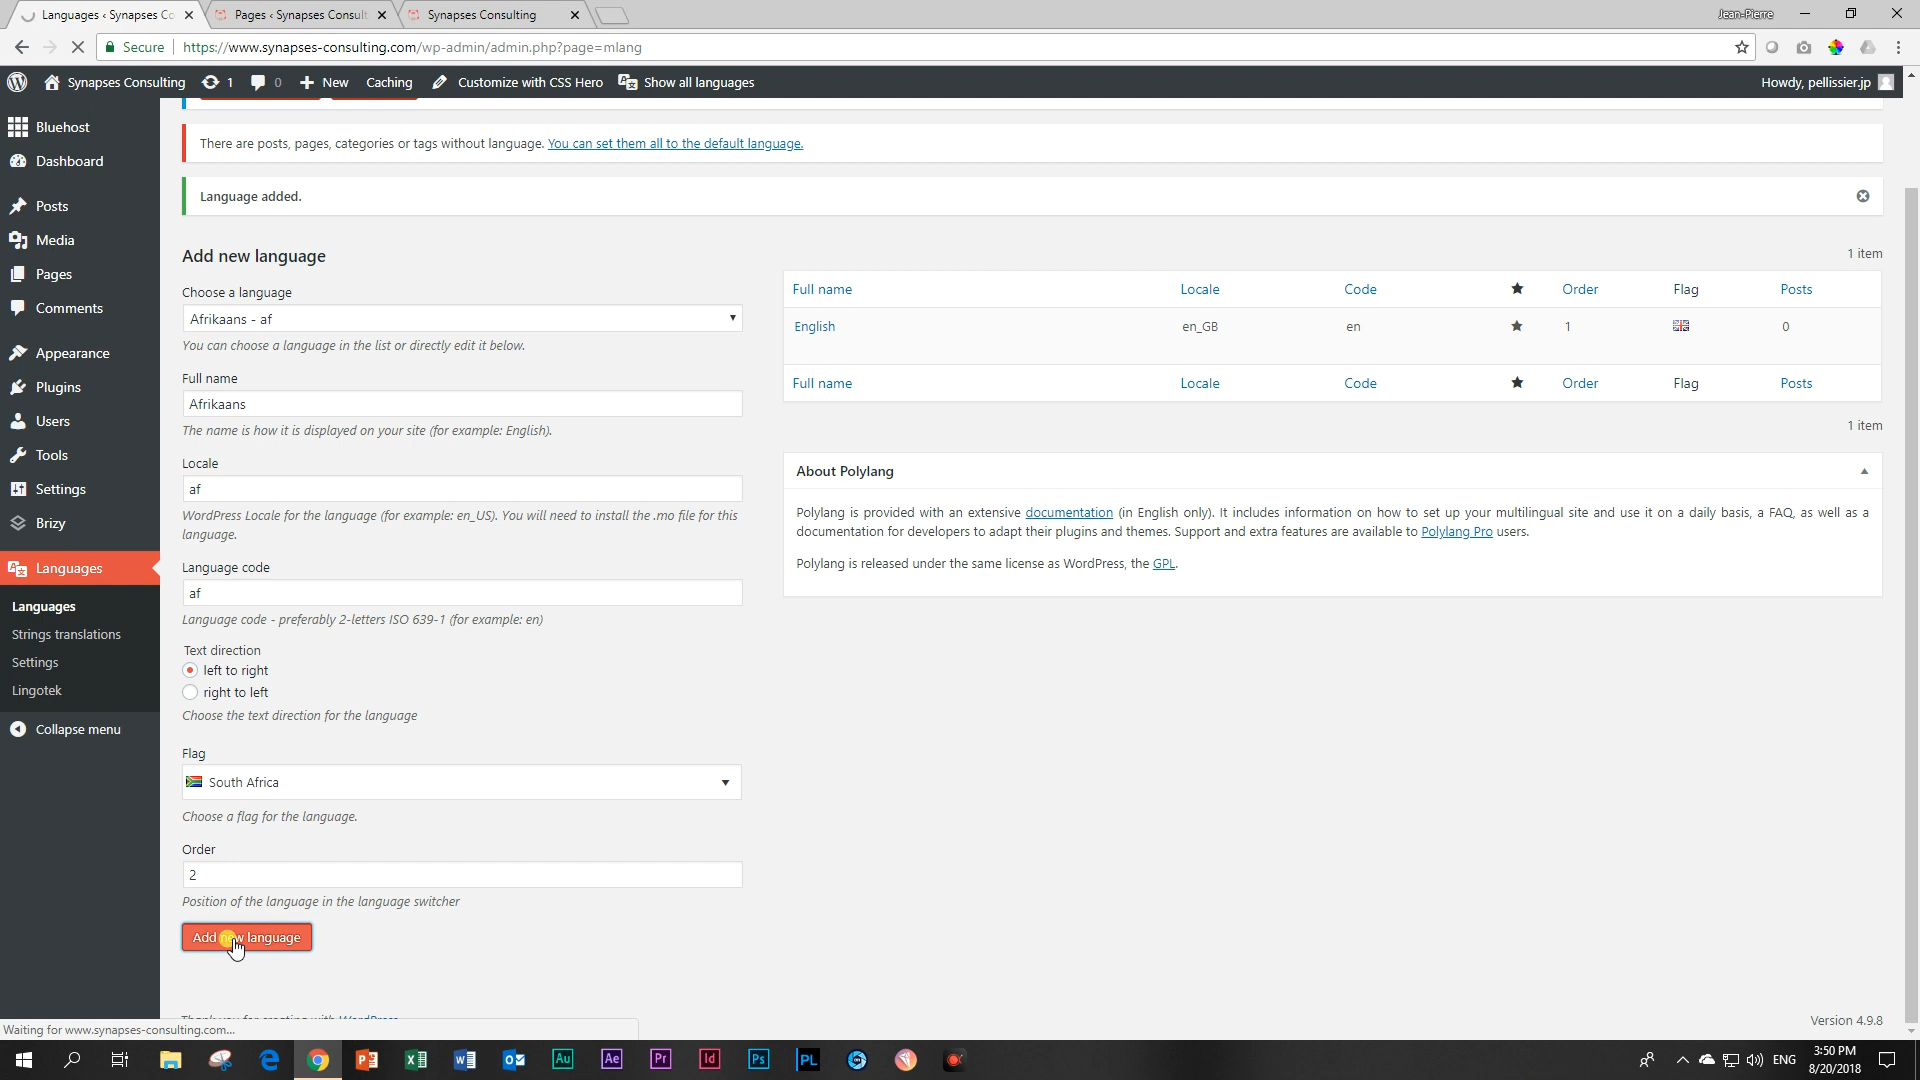 Languages ‹ Synapses Co
Pages ‹ Synapses Consult
Synapses Consulting
Jean-Pierre
Secure
https://www.synapses-consulting.com/wp-admin/admin.php?page=mlang
Synapses Consulting
1
0
New
Caching
Customize with CSS Hero
Show all languages
Howdy, pellissier.jp
Bluehost
Dashboard
Posts
Media
Pages
Comments
Appearance
Plugins
Users
Tools
Settings
Brizy
Languages
Languages
Strings translations
Settings
Lingotek
Collapse menu
There are posts, pages, categories or tags without language. You can set them all to the default language.
Language added.
Add new language
Choose a language
Afrikaans - af
You can choose a language in the list or directly edit it below.
Full name
Afrikaans
The name is how it is displayed on your site (for example: English).
Locale
af
WordPress Locale for the language (for example: en_US). You will need to install the .mo file for this
language.
Language code
af
Language code - preferably 2-letters ISO 639-1 (for example: en)
Text direction
left to right
right to left
Choose the text direction for the language
Flag
South Africa
Choose a flag for the language.
Order
2
Position of the language in the language switcher
Add new language
1 item
Full name Locale Code Order Flag Posts
English en_GB en 1 0
Full name Locale Code Order Flag Posts
1 item
About Polylang
Polylang is provided with an extensive documentation (in English only). It includes information on how to set up your multilingual site and use it on a daily basis, a FAQ, as well as a
documentation for developers to adapt their plugins and themes. Support and extra features are available to Polylang Pro users.
Polylang is released under the same license as WordPress, the GPL.
Thank you for creating with WordPress
Version 4.9.8
Waiting for www.synapses-consulting.com...
Au
Ae
Pr
Id
Ps
PL
ENG
3:50 PM
8/20/2018